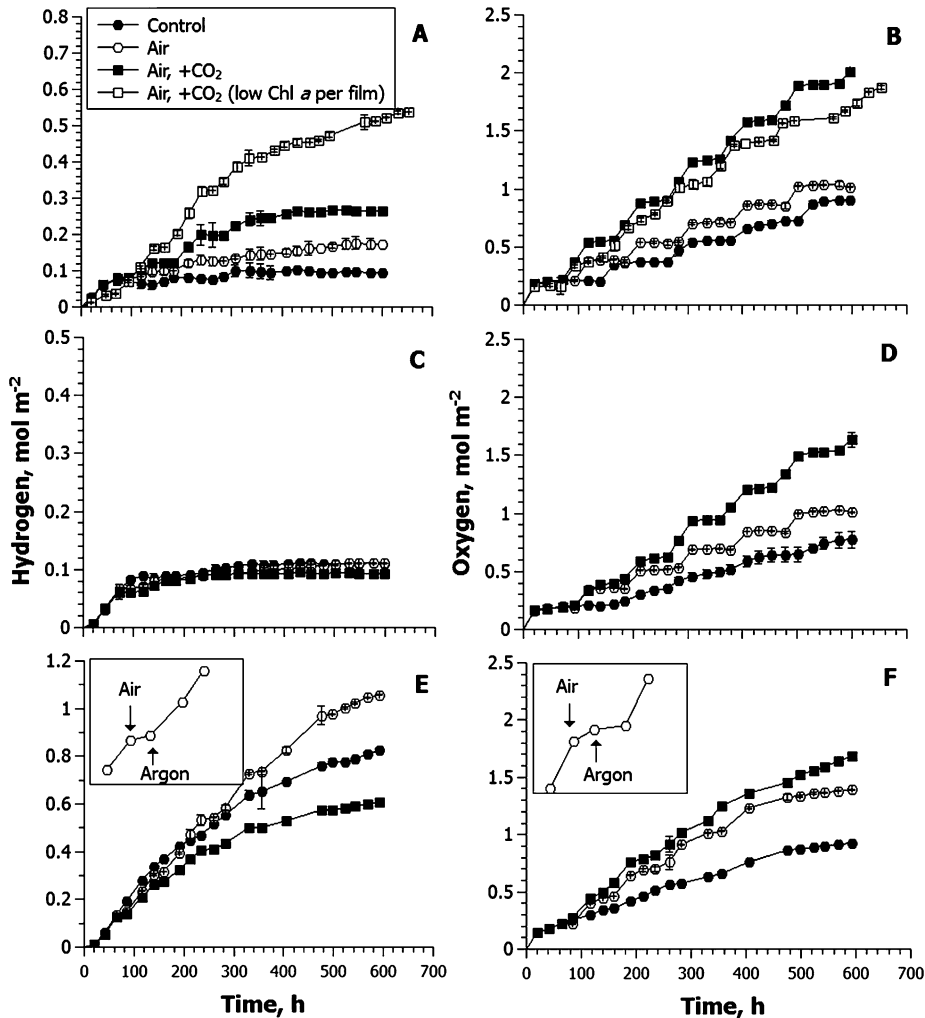 0.8
0.7
0.6
0.5
0.4
0.3
0.2
0.1
0
Control
Air
Air, +CO₂
Air, +CO₂ (low Chl a per film)
A
2.5
2
1.5
1
0.5
0
B
Hydrogen, mol m⁻²
0.5
0.4
0.3
0.2
0.1
0
C
Oxygen, mol m⁻²
2.5
2
1.5
1
0.5
0
D
1.2
1
0.8
0.6
0.4
0.2
0
Air
Argon
E
0 100 200 300 400 500 600 700
Time, h
2.5
2
1.5
1
0.5
0
Air
Argon
F
0 100 200 300 400 500 600 700
Time, h